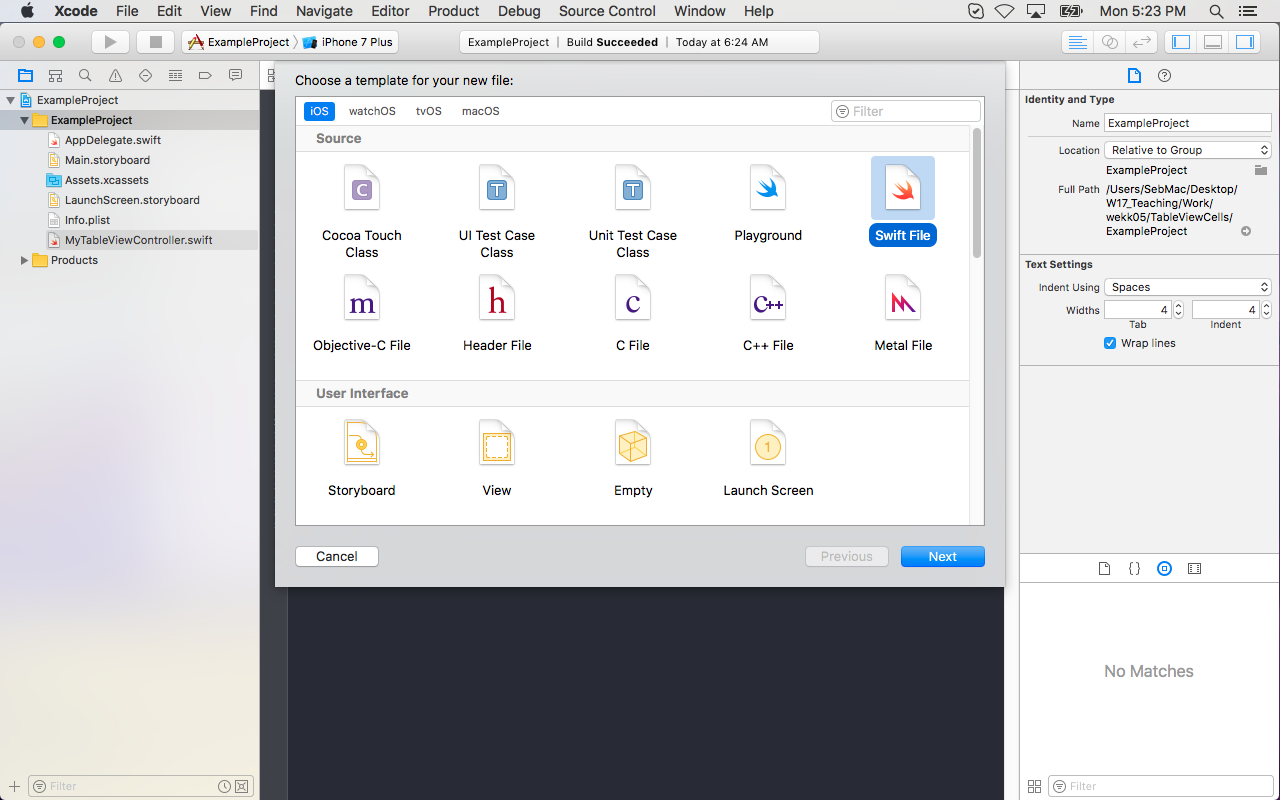 Xcode File Edit View Find Navigate Editor Product Debug Source Control Window Help Mon 5:23 PM
ExampleProject iPhone 7 Plus ExampleProject Build Succeeded Today at 6:24 AM
ExampleProject
ExampleProject
AppDelegate.swift
Main.storyboard
Assets.xcassets
LaunchScreen.storyboard
Info.plist
MyTableViewController.swift
Products
Filter
Choose a template for your new file:
iOS watchOS tvOS macOS Filter
Source
C T T
Cocoa Touch Class
UI Test Case Class
Unit Test Case Class
Playground
Swift File
m h c c++
Objective-C File
Header File
C File
C++ File
Metal File
User Interface
1
Storyboard
View
Empty
Launch Screen
Cancel Previous Next
Identity and Type
Name ExampleProject
Location Relative to Group
ExampleProject
Full Path /Users/SebMac/Desktop/
W17_Teaching/Work/
wekk05/TableViewCells/
ExampleProject
Text Settings
Indent Using Spaces
Widths 4 4
Tab Indent
Wrap lines
{ }
No Matches
Filter